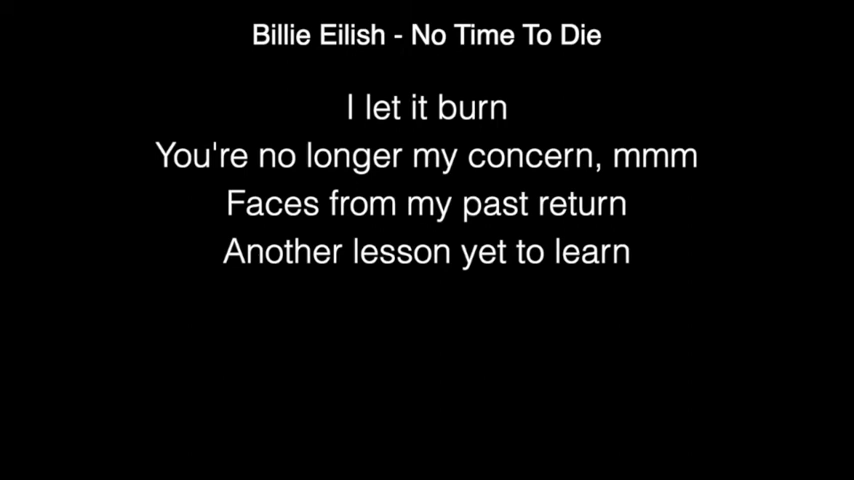 Billie Eilish - No Time To Die
I let it burn
You're no longer my concern, mmm
Faces from my past return
Another lesson yet to learn